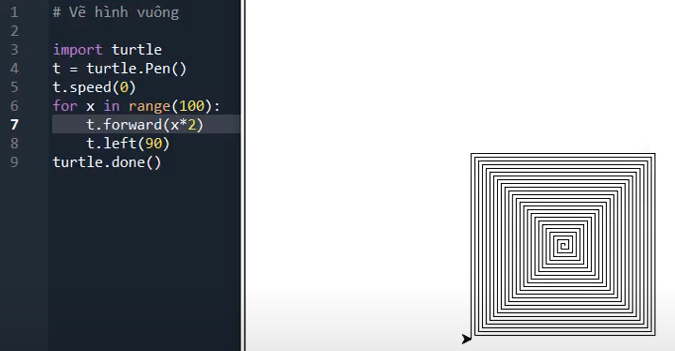 1 # Vẽ hình vuông
2
3 import turtle
4 t = turtle.Pen()
5 t.speed(0)
6 for x in range(100):
7     t.forward(x*2)
8     t.left(90)
9 turtle.done()